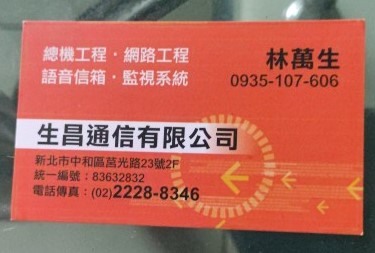 總機工程·網路工程
語音信箱·監視系統
林萬生
0935-107-606
生昌通信有限公司
新北市中和區莒光路23號2F
統一編號：83632832
電話傳真：(02)2228-8346